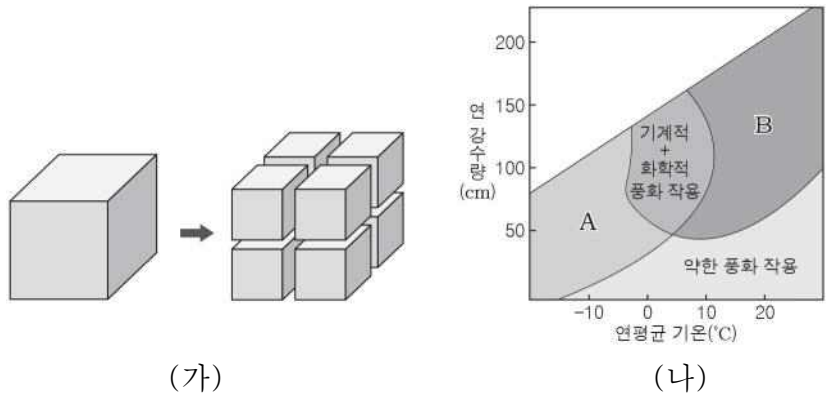 200
150
100
50
연
강
수
량
(cm)
기계적
+
화학적
풍화 작용
A
B
약한 풍화 작용
-10
0
10
20
연평균 기온(℃)
(가)
(나)